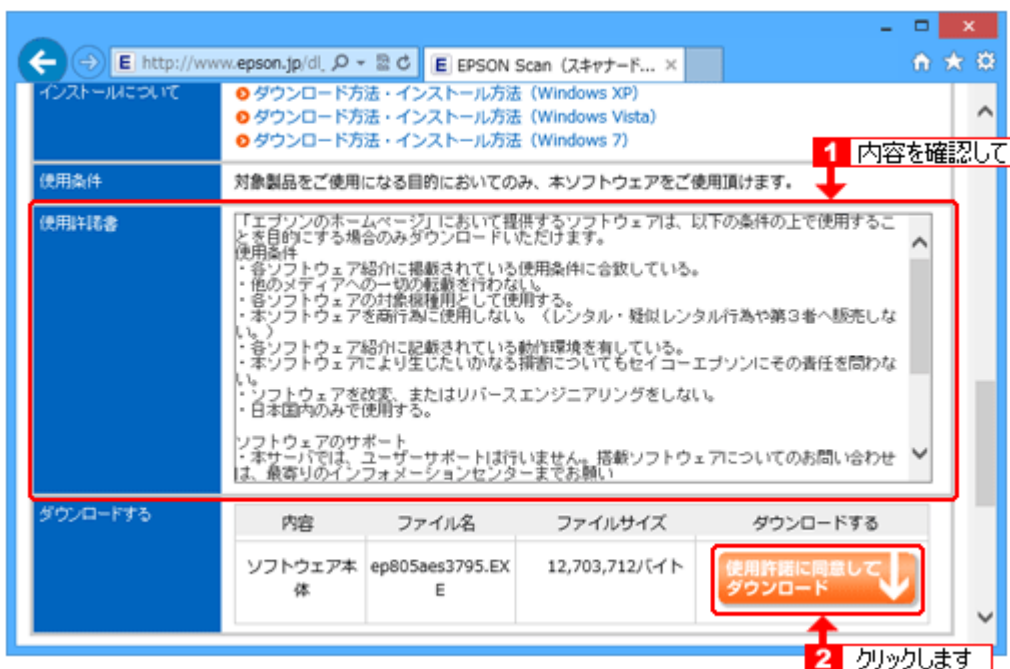 http://www.epson.jp/dl_
EPSON Scan (スキャナード...
インストールについて
ダウンロード方法・インストール方法 (Windows XP)
ダウンロード方法・インストール方法 (Windows Vista)
ダウンロード方法・インストール方法 (Windows 7)
1 内容を確認して
使用条件
対象製品をご使用になる目的においてのみ、本ソフトウェアをご使用頂けます。
使用許諾書
「エプソンのホームページ」において提供するソフトウェアは、以下の条件の上で使用するこ
とを目的にする場合のみダウンロードいただけます。
使用条件
・各ソフトウェア紹介に掲載されている使用条件に合致している。
・他のメディアへの一切の転載を行わない。
・各ソフトウェアの対象機種用として使用する。
・本ソフトウェアを商行為に使用しない。（レンタル・疑似レンタル行為や第3者へ販売しな
い。）
・各ソフトウェア紹介に記載されている動作環境を有している。
・本ソフトウェアにより生じたいかなる損害についてもセイコーエプソンにその責任を問わな
い。
・ソフトウェアを改変、またはリバースエンジニアリングをしない。
・日本国内のみで使用する。
ソフトウェアのサポート
・本サーバでは、ユーザーサポートは行いません。搭載ソフトウェアについてのお問い合わせ
は、最寄りのインフォメーションセンターまでお願い
ダウンロードする
内容 ファイル名 ファイルサイズ ダウンロードする
ソフトウェア本 ep805aes3795.EX 12,703,712バイト 使用許諾に同意して
体 E ダウンロード
2 クリックします